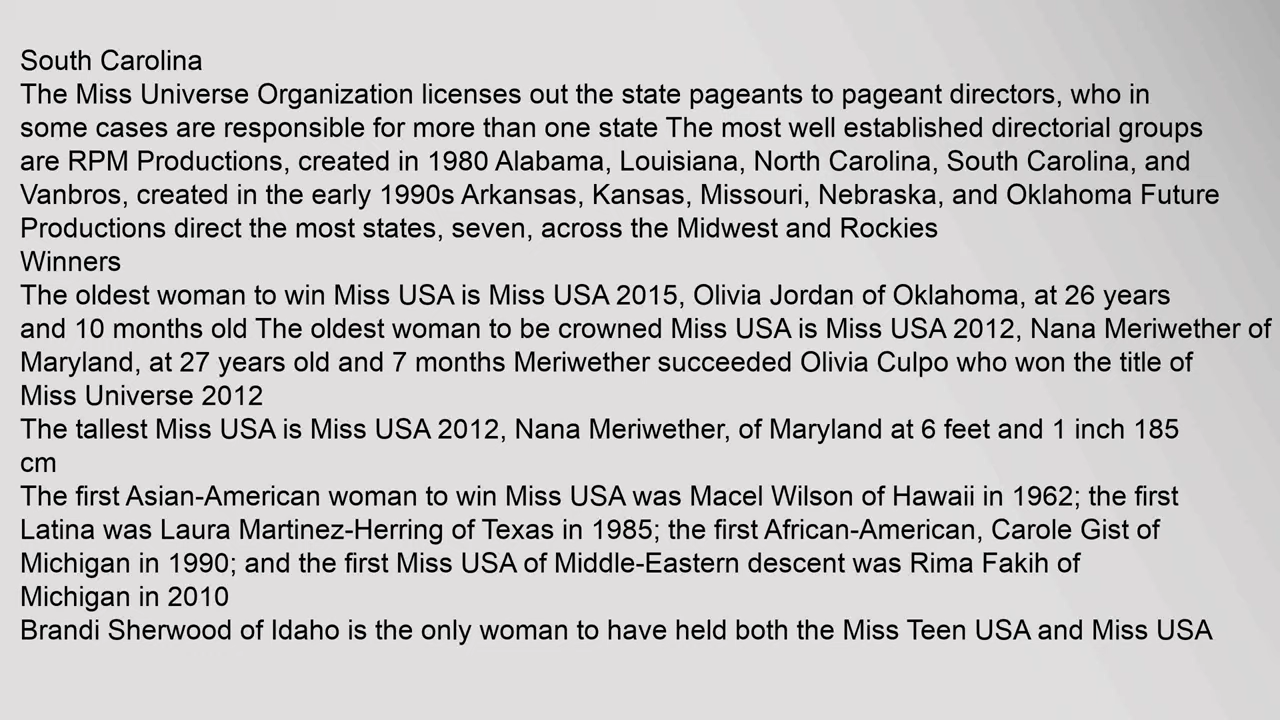 South Carolina
The Miss Universe Organization licenses out the state pageants to pageant directors, who in
some cases are responsible for more than one state The most well established directorial groups
are RPM Productions, created in 1980 Alabama, Louisiana, North Carolina, South Carolina, and
Vanbros, created in the early 1990s Arkansas, Kansas, Missouri, Nebraska, and Oklahoma Future
Productions direct the most states, seven, across the Midwest and Rockies
Winners
The oldest woman to win Miss USA is Miss USA 2015, Olivia Jordan of Oklahoma, at 26 years
and 10 months old The oldest woman to be crowned Miss USA is Miss USA 2012, Nana Meriwether of
Maryland, at 27 years old and 7 months Meriwether succeeded Olivia Culpo who won the title of
Miss Universe 2012
The tallest Miss USA is Miss USA 2012, Nana Meriwether, of Maryland at 6 feet and 1 inch 185
cm
The first Asian-American woman to win Miss USA was Macel Wilson of Hawaii in 1962; the first
Latina was Laura Martinez-Herring of Texas in 1985; the first African-American, Carole Gist of
Michigan in 1990; and the first Miss USA of Middle-Eastern descent was Rima Fakih of
Michigan in 2010
Brandi Sherwood of Idaho is the only woman to have held both the Miss Teen USA and Miss USA